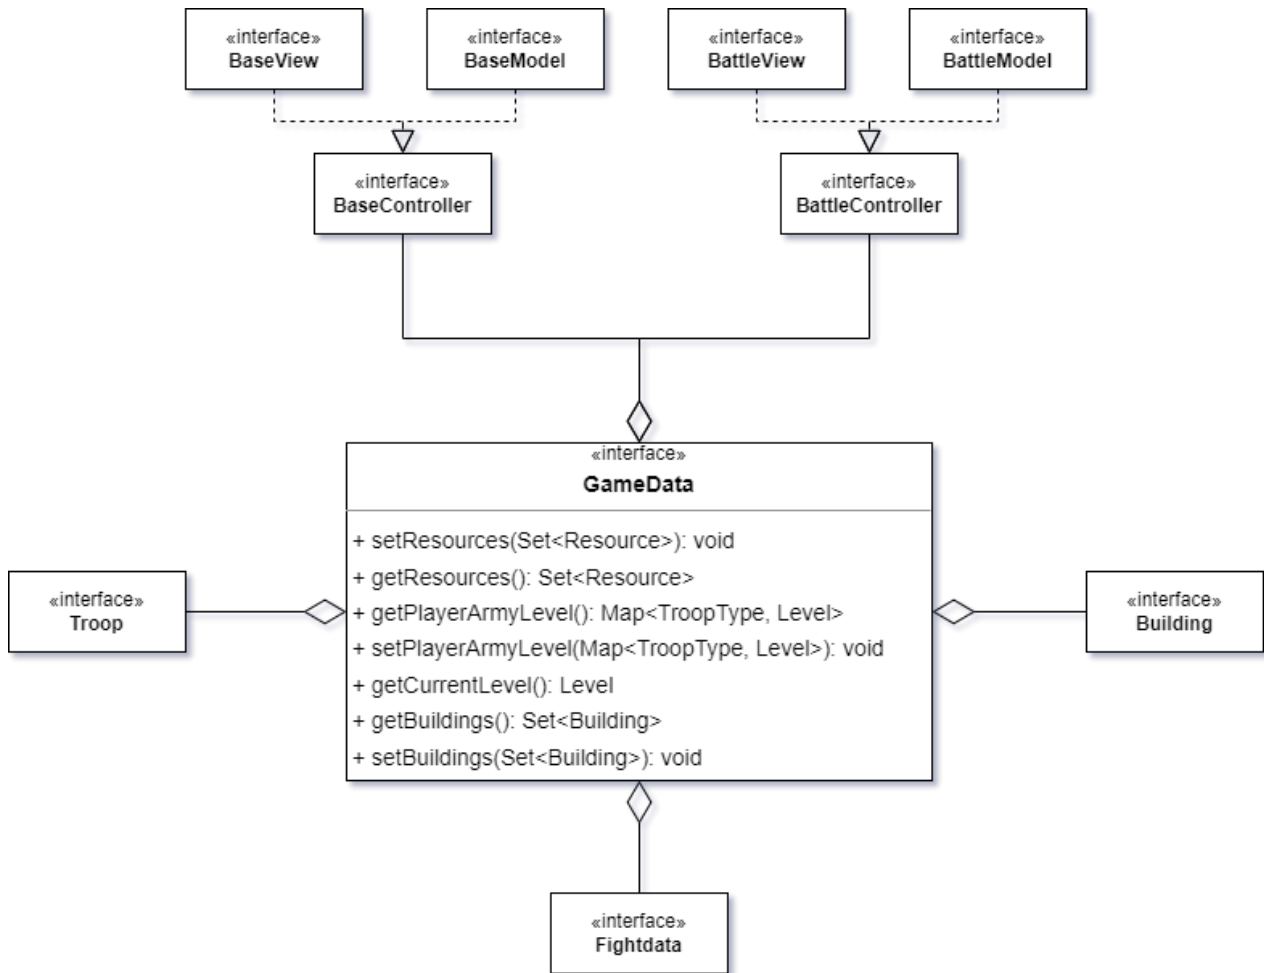 «interface»
BaseView
«interface»
BaseModel
«interface»
BattleView
«interface»
BattleModel
«interface»
BaseController
«interface»
BattleController
«interface»
GameData
+ setResources(Set<Resource>): void
+ getResources(): Set<Resource>
+ getPlayerArmyLevel(): Map<TroopType, Level>
+ setPlayerArmyLevel(Map<TroopType, Level>): void
+ getCurrentLevel(): Level
+ getBuildings(): Set<Building>
+ setBuildings(Set<Building>): void
«interface»
Troop
«interface»
Building
«interface»
Fightdata